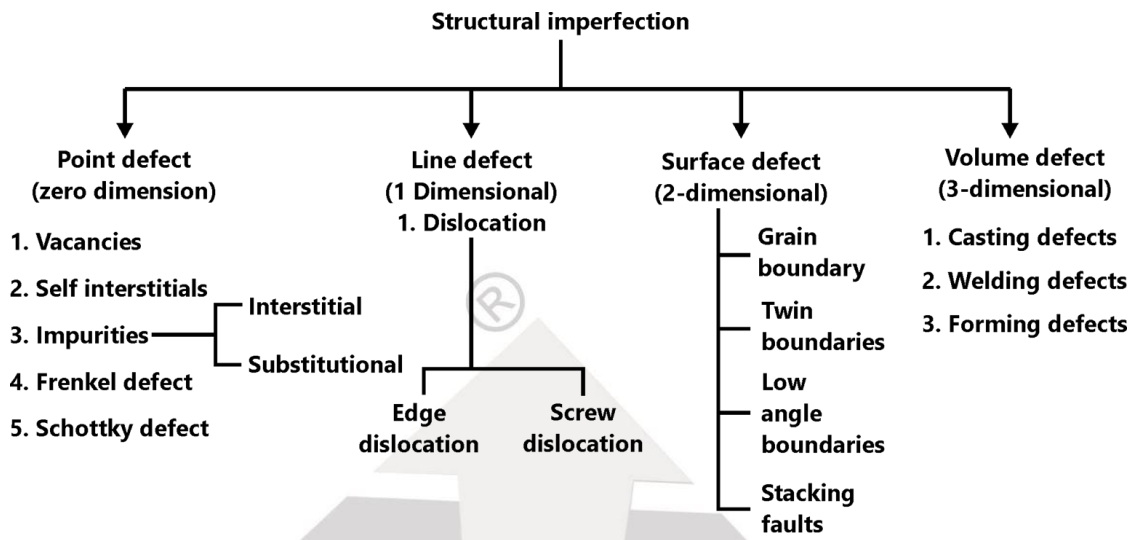 Structural imperfection
Point defect
(zero dimension)
1. Vacancies
2. Self interstitials
3. Impurities
Interstitial
Substitutional
4. Frenkel defect
5. Schottky defect
Line defect
(1 Dimensional)
1. Dislocation
Edge
dislocation
Screw
dislocation
Surface defect
(2-dimensional)
Grain
boundary
Twin
boundaries
Low
angle
boundaries
Stacking
faults
Volume defect
(3-dimensional)
1. Casting defects
2. Welding defects
3. Forming defects
®